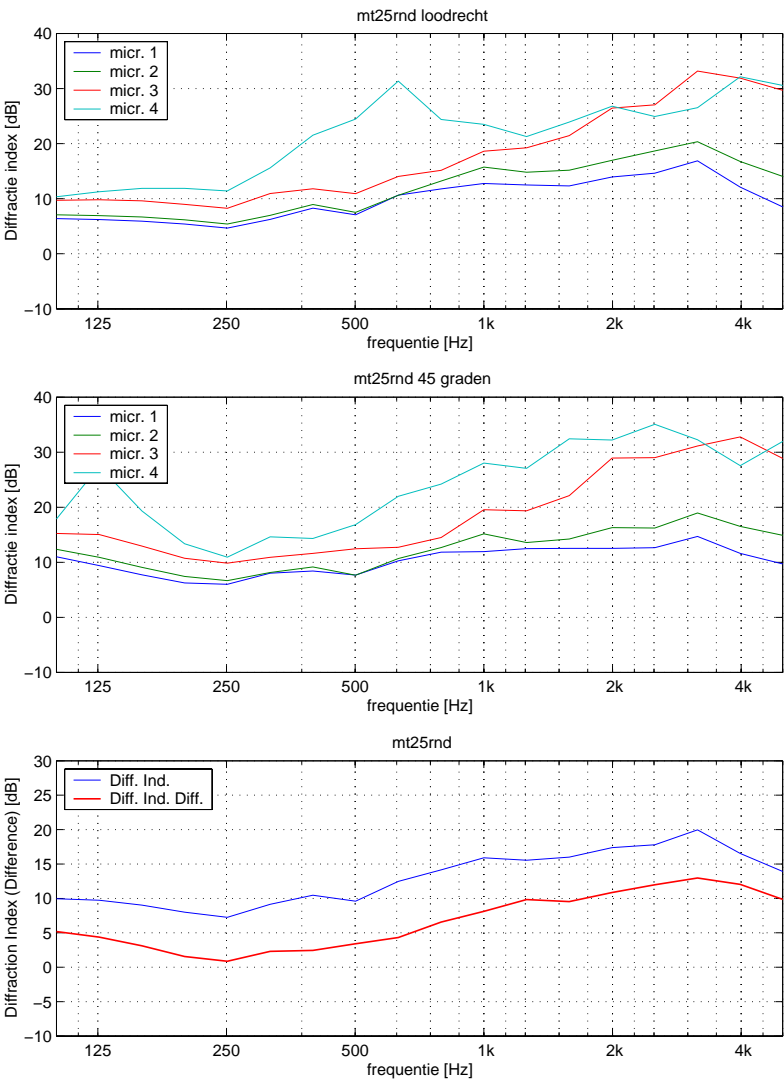 mt25rnd loodrecht
40
30
20
10
0
−10
Diffractie index [dB]
micr. 1
micr. 2
micr. 3
micr. 4
125 250 500 1k 2k 4k
frequentie [Hz]
mt25rnd 45 graden
40
30
20
10
0
−10
Diffractie index [dB]
micr. 1
micr. 2
micr. 3
micr. 4
125 250 500 1k 2k 4k
frequentie [Hz]
mt25rnd
30
25
20
15
10
5
0
−5
−10
Diffraction Index (Difference) [dB]
Diff. Ind.
Diff. Ind. Diff.
125 250 500 1k 2k 4k
frequentie [Hz]